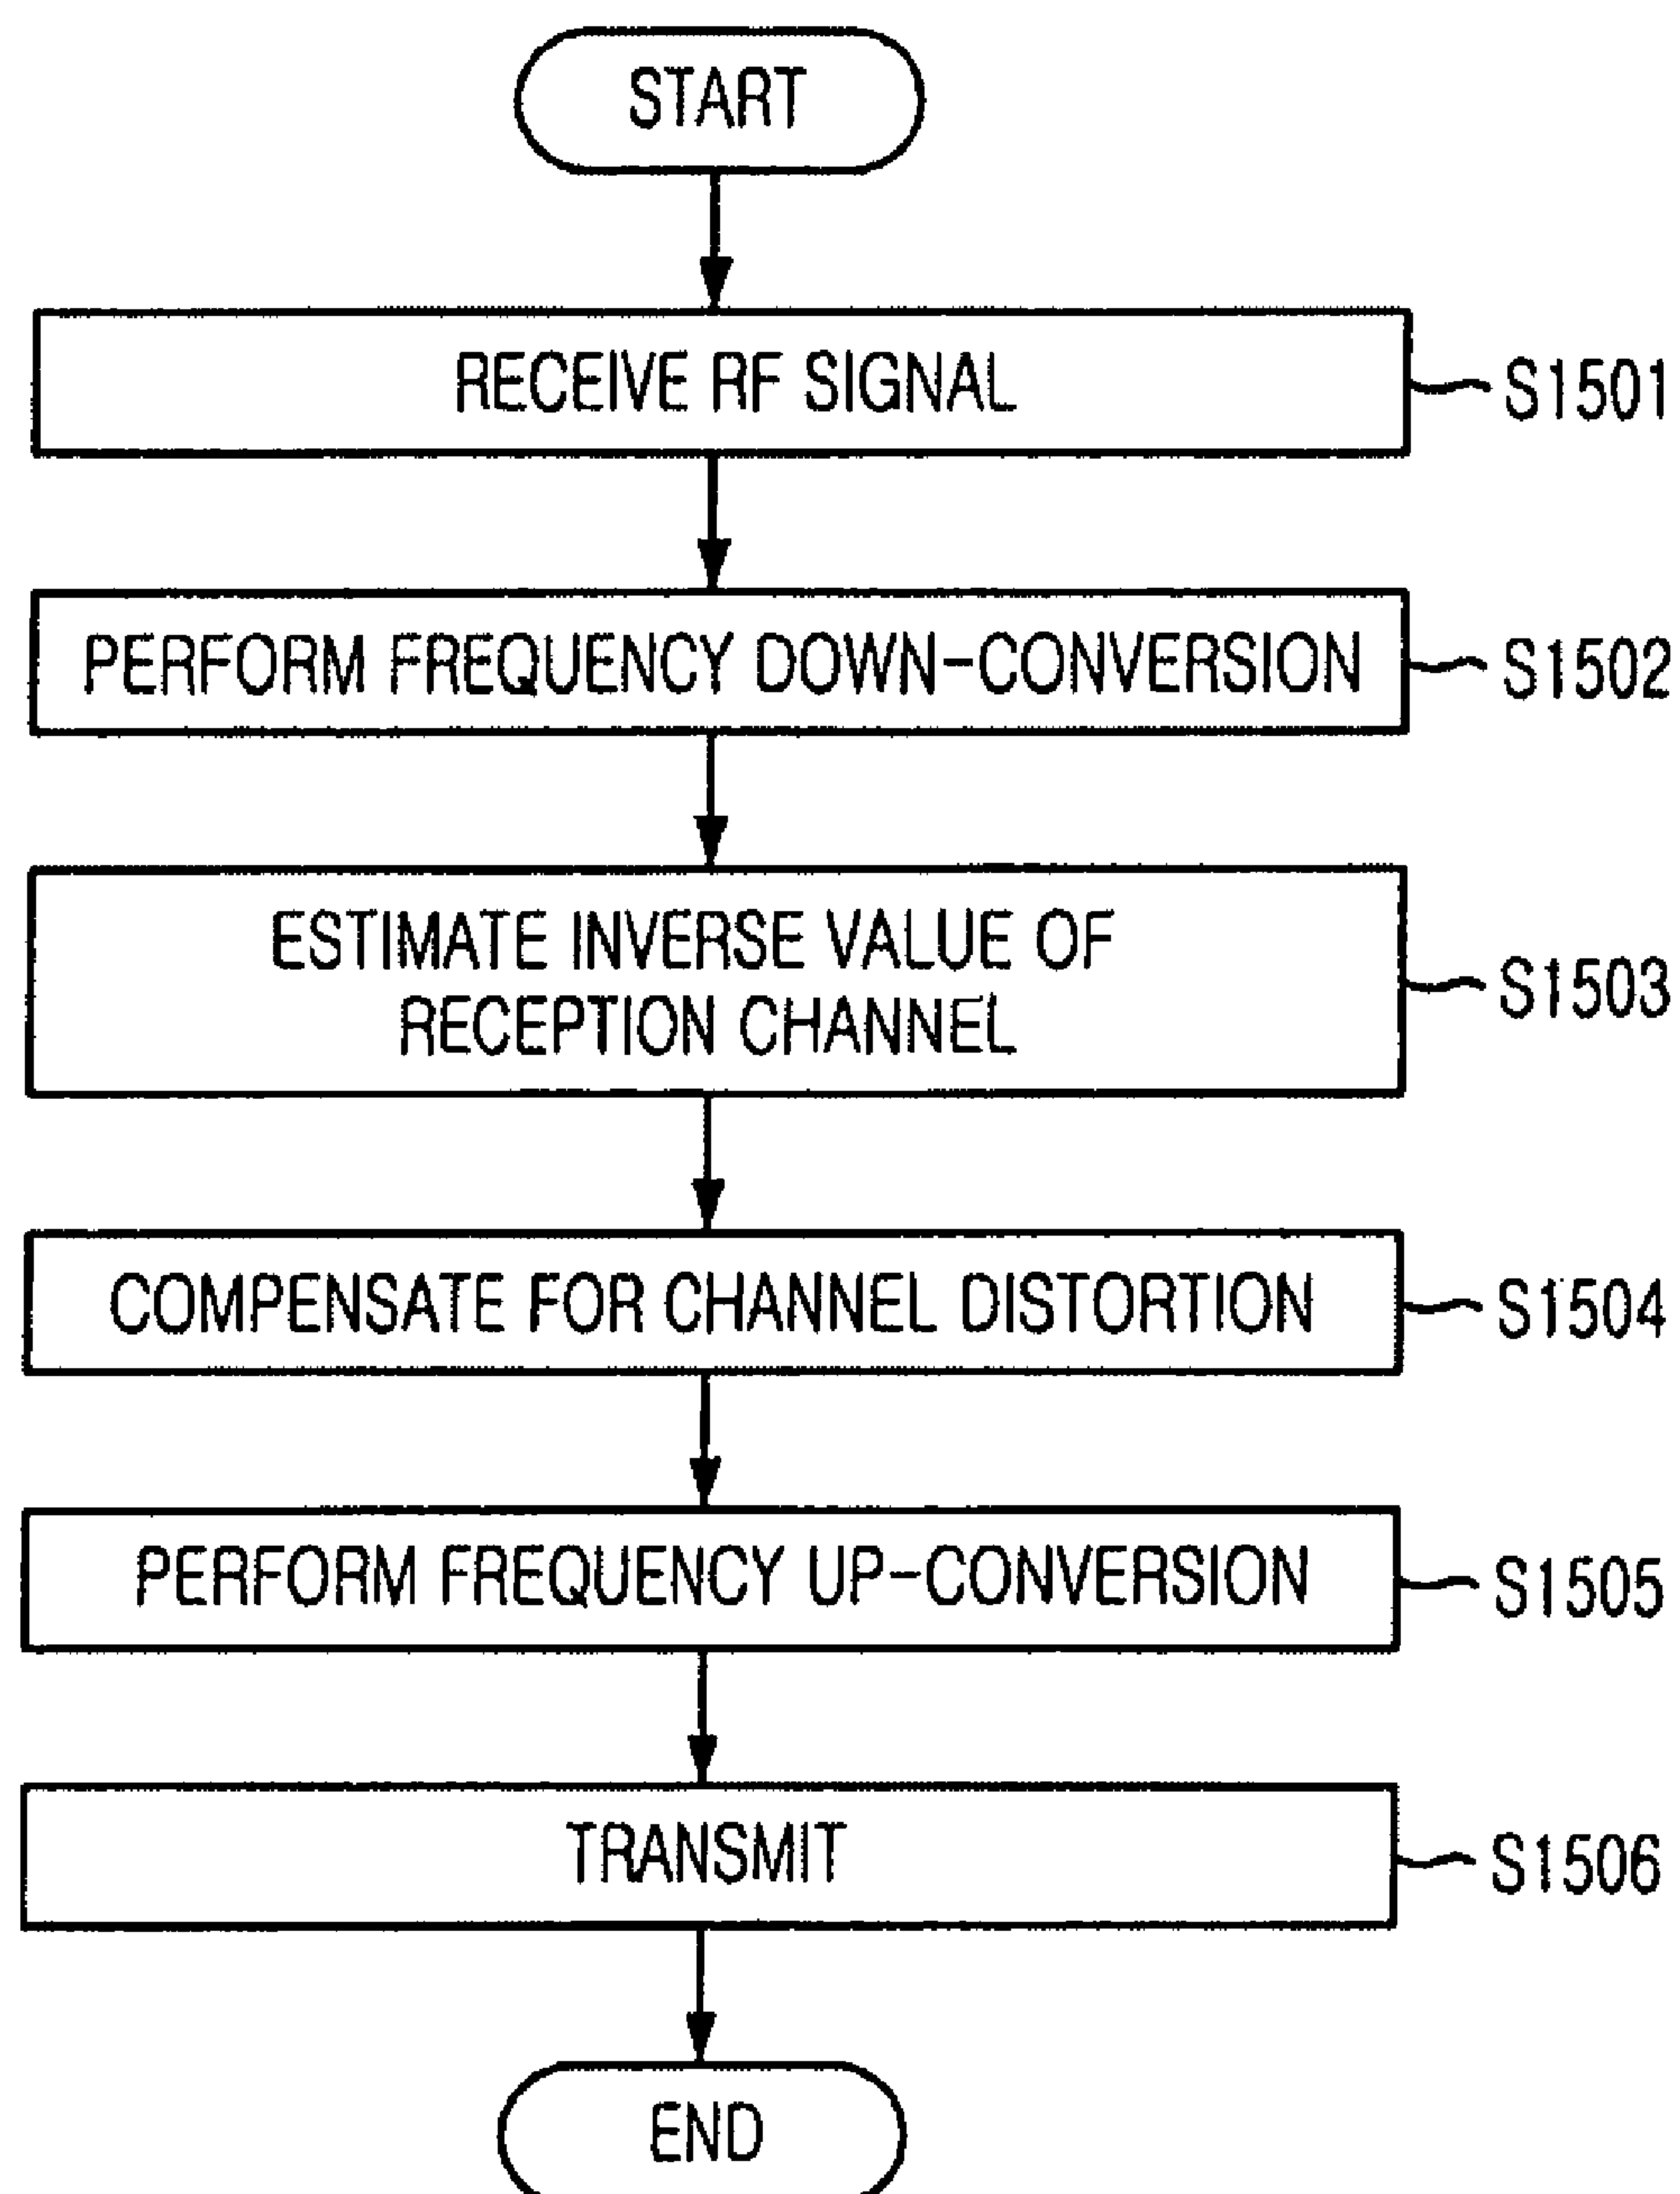 START
RECEIVE RF SIGNAL
S1501
PERFORM FREQUENCY DOWN-CONVERSION
S1502
ESTIMATE INVERSE VALUE OF
RECEPTION CHANNEL
S1503
COMPENSATE FOR CHANNEL DISTORTION
S1504
PERFORM FREQUENCY UP-CONVERSION
S1505
TRANSMIT
S1506
END